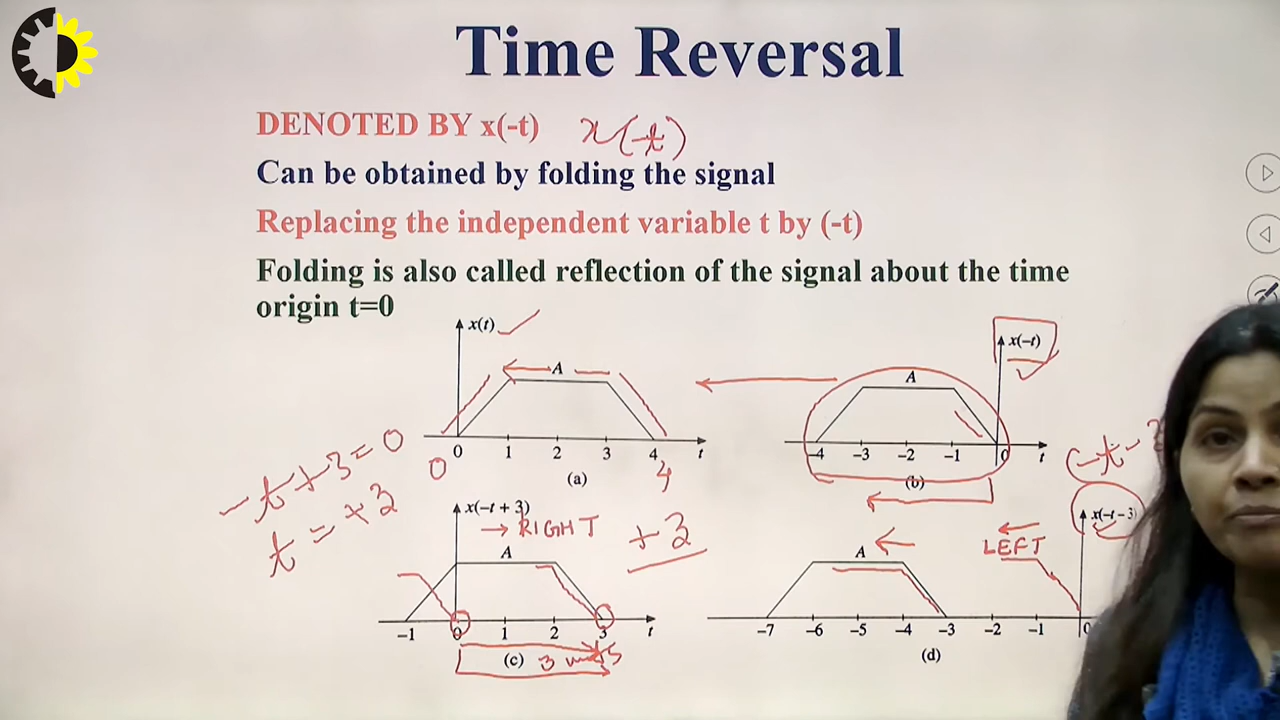 Time Reversal
DENOTED BY x(-t) x(-t)
Can be obtained by folding the signal
Replacing the independent variable t by (-t)
Folding is also called reflection of the signal about the time
origin t=0
x(t)
A
0 1 2 3 4 t
0 4
(a)
x(−t)
A
−4 −3 −2 −1 0 t
(b)
-t+3=0
t=+3
x(−t + 3)
→ RIGHT +3
A
−1 0 1 2 3 t
(c) 3 units
(-t-3
x(−t − 3)
← LEFT
A ←
−7 −6 −5 −4 −3 −2 −1 0
(d)